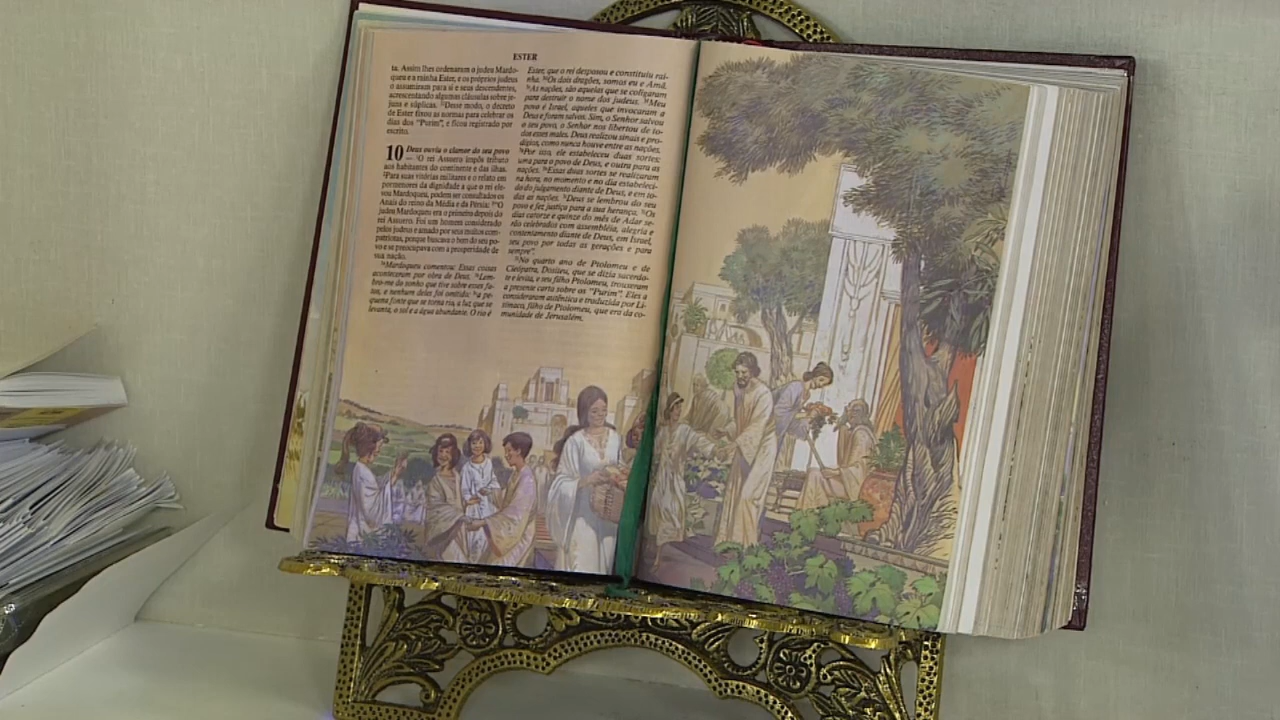 ESTER
ta. Assim lhes ordenaram o judeu Mardo-
queu e a rainha Ester, e os próprios judeus
o assumiram para si e seus descendentes,
acrescentando algumas cláusulas sobre je-
juns e súplicas. ³²Desse modo, o decreto
de Ester fixou as normas para celebrar os
dias dos "Purim", e ficou registrado por
escrito.
10 Deus ouviu o clamor do seu povo
— ¹O rei Assuero impôs tributo
aos habitantes do continente e das ilhas.
²Para suas vitórias militares e o relato em
pormenores da dignidade a que o rei ele-
vou Mardoqueu, podem ser consultados os
Anais do reino da Média e da Pérsia: ³"O
judeu Mardoqueu era o primeiro depois do
rei Assuero. Foi um homem considerado
pelos judeus e amado por seus muitos com-
patriotas, porque buscava o bem do seu po-
vo e se preocupava com a prosperidade de
sua nação.
Mardoqueu comentou: Essas coisas
aconteceram por obra de Deus. Lem-
bro-me do sonho que tive sobre esses fa-
tos, e nenhum deles foi omitido: a pe-
quena fonte que se torna rio, a luz que se
levanta, o sol e a água abundante. O rio é
Ester, que o rei desposou e constituiu rai-
nha. Os dois dragões, somos eu e Amã.
As nações, são aquelas que se coligaram
para destruir o nome dos judeus. Meu
povo é Israel, aqueles que invocaram a
Deus e foram salvos. Sim, o Senhor salvou
o seu povo, o Senhor nos libertou de to-
dos esses males. Deus realizou sinais e pro-
dígios, como nunca houve entre as nações.
Por isso, ele estabeleceu duas sortes:
uma para o povo de Deus, e outra para as
nações. Essas duas sortes se realizaram
na hora, no momento e no dia estabeleci-
do do julgamento diante de Deus, e em to-
das as nações. Deus se lembrou do seu
povo e fez justiça para a sua herança. Os
dias catorze e quinze do mês de Adar se-
rão celebrados com assembléia, alegria e
contentamento diante de Deus, em Israel,
seu povo por todas as gerações e para
sempre".
No quarto ano de Ptolomeu e de
Cleópatra, Dositeu, que se dizia sacerdo-
te e levita, e seu filho Ptolomeu, trouxeram
a presente carta sobre os "Purim". Eles a
consideraram autêntica e traduzida por Li-
símaco, filho de Ptolomeu, que era da co-
munidade de Jerusalém.